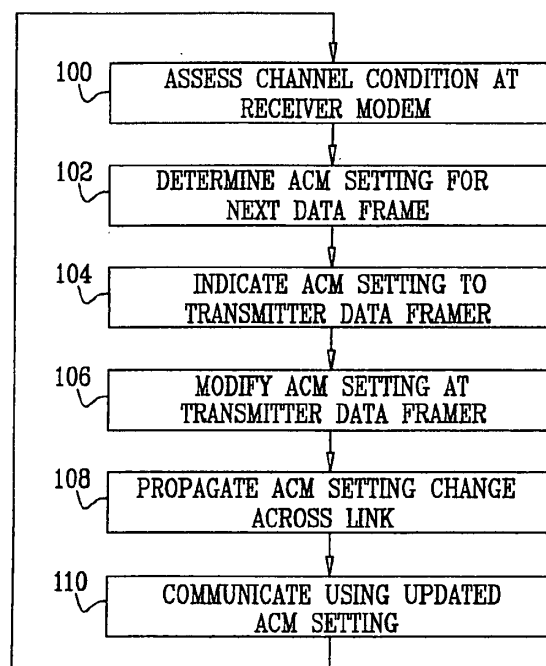 100
ASSESS CHANNEL CONDITION AT
RECEIVER MODEM
102
DETERMINE ACM SETTING FOR
NEXT DATA FRAME
104
INDICATE ACM SETTING TO
TRANSMITTER DATA FRAMER
106
MODIFY ACM SETTING AT
TRANSMITTER DATA FRAMER
108
PROPAGATE ACM SETTING CHANGE
ACROSS LINK
110
COMMUNICATE USING UPDATED
ACM SETTING